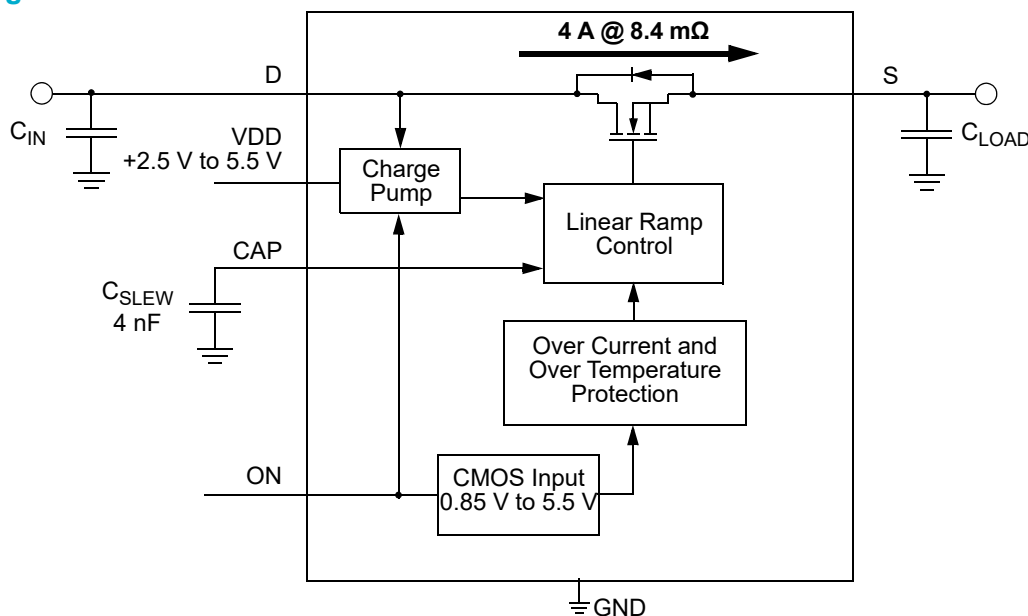 4 A @ 8.4 mΩ
D
S
C_IN
VDD
+2.5 V to 5.5 V
C_LOAD
Charge
Pump
Linear Ramp
Control
CAP
C_SLEW
4 nF
Over Current and
Over Temperature
Protection
ON
CMOS Input
0.85 V to 5.5 V
GND